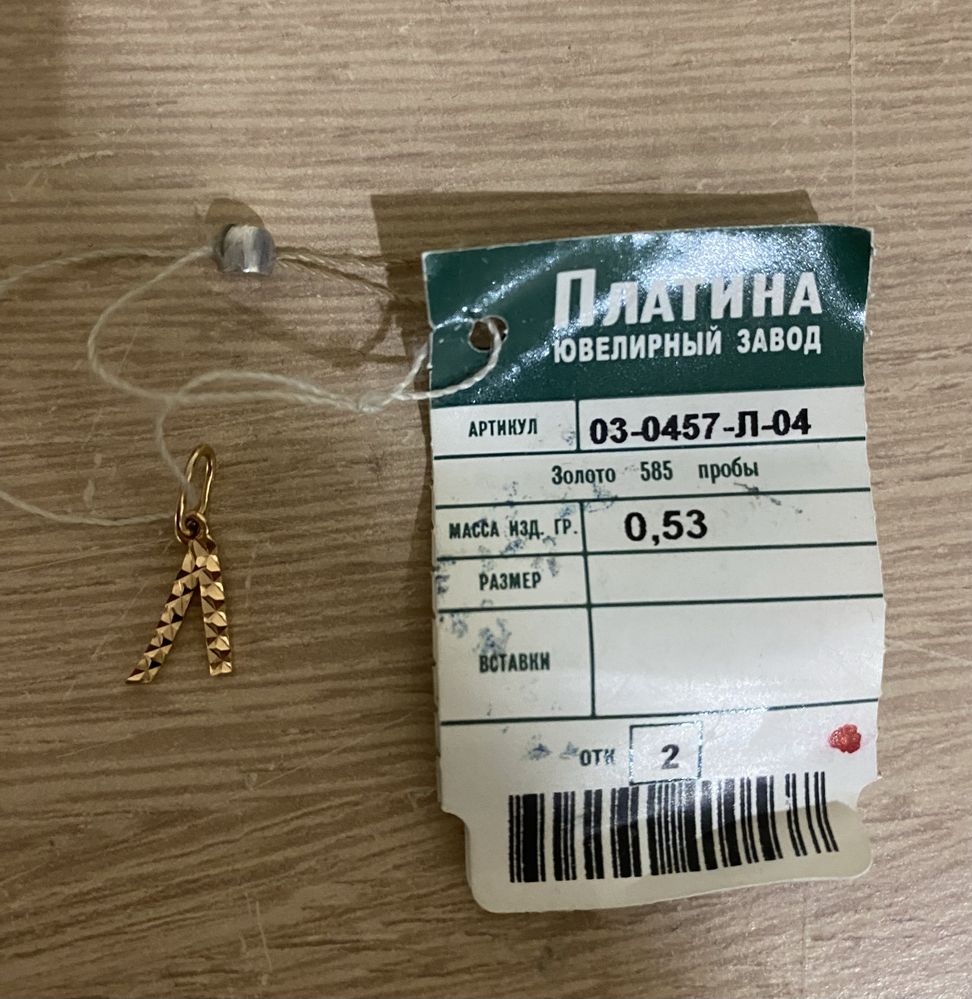 ПЛАТИНА
ЮВЕЛИРНЫЙ ЗАВОД
АРТИКУЛ 03-0457-Л-04
Золото 585 пробы
МАССА ИЗД. ГР. 0,53
РАЗМЕР
ВСТАВКИ
ОТК 2